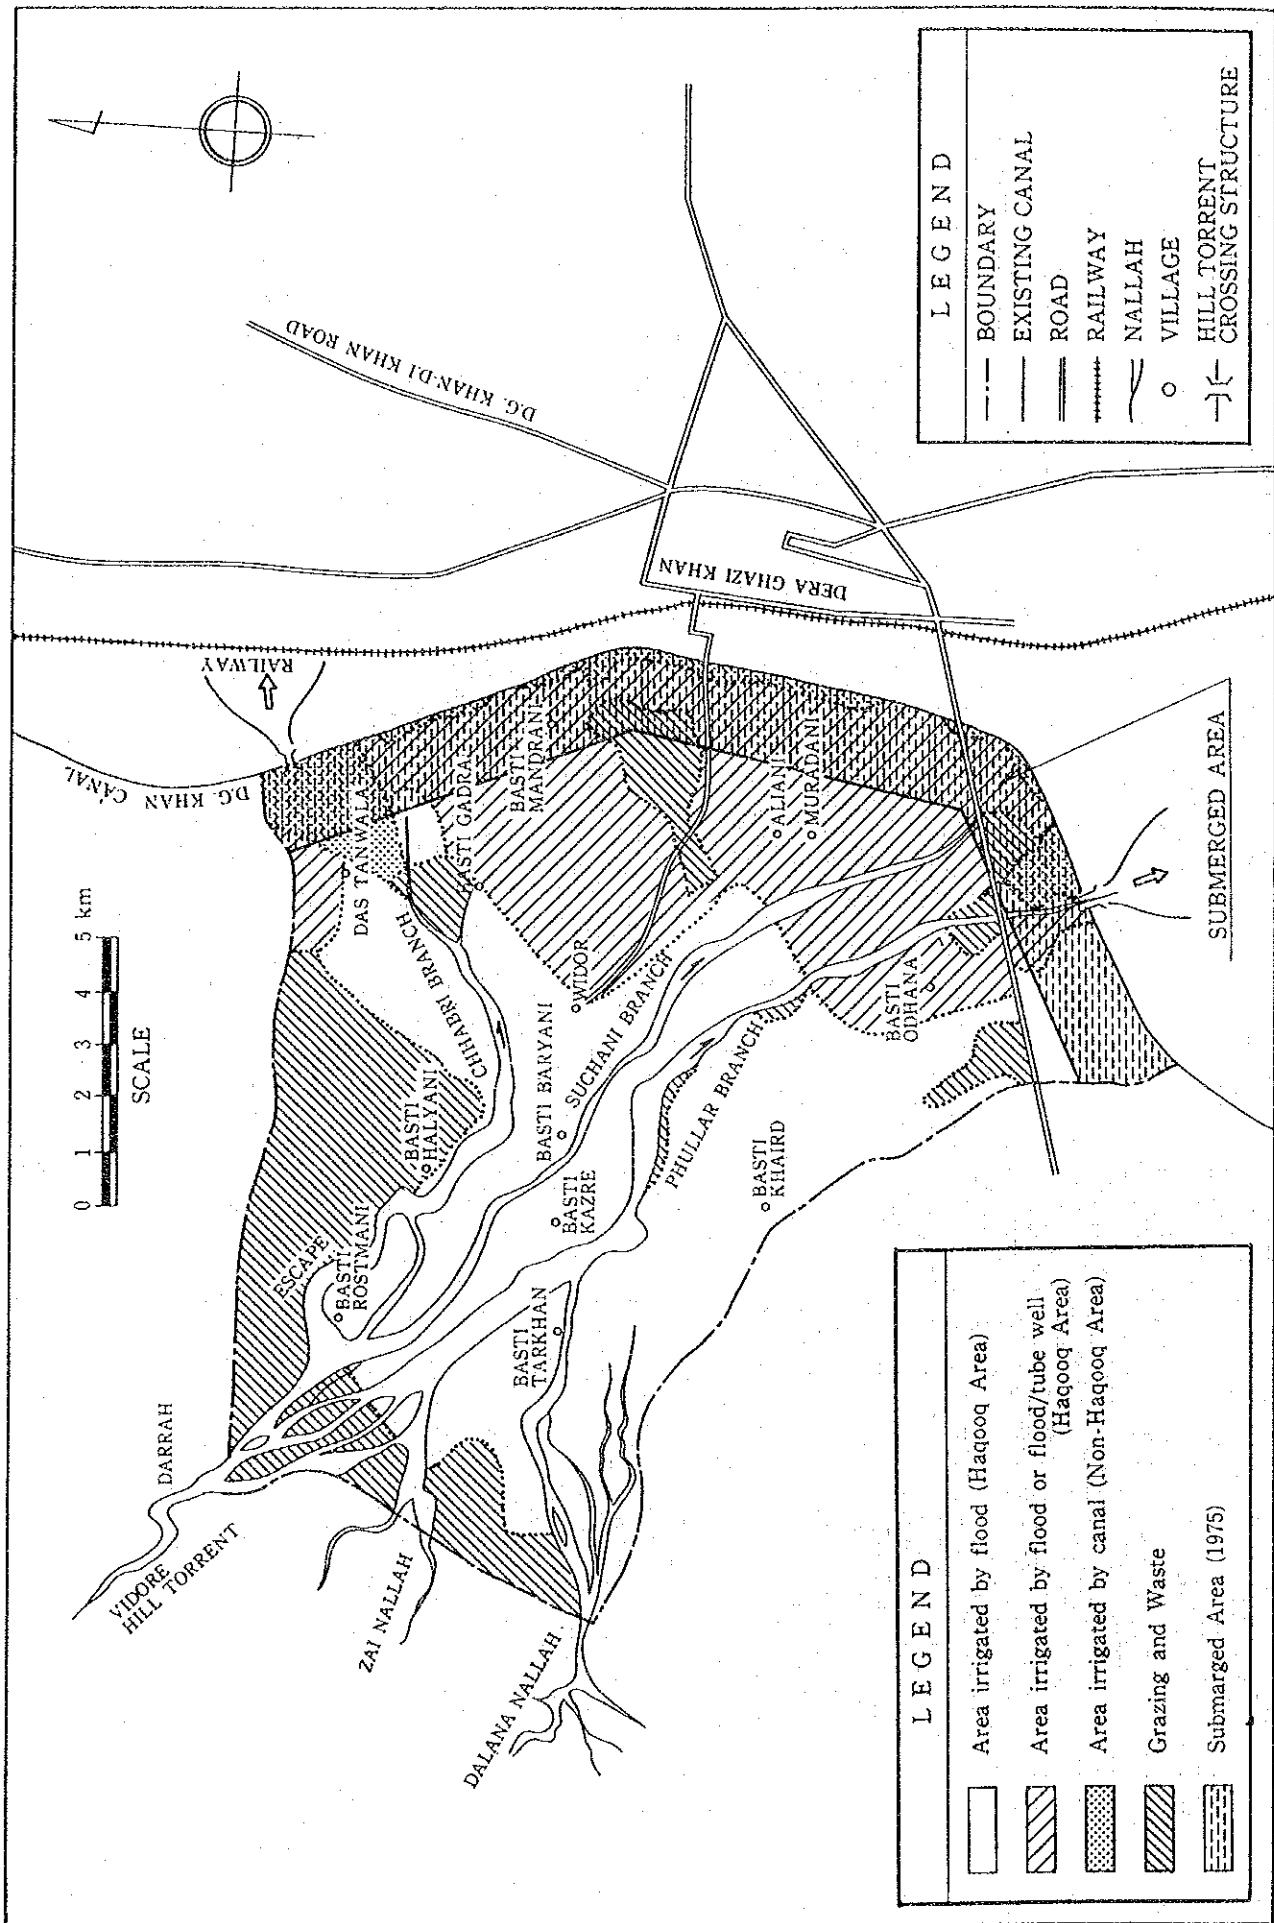 VIDORE
HILL TORRENT
DARRAH
ZAI NALLAH
DALANA NALLAH
ESCAPE
BASTI
ROSTMANI
BASTI
HALYANI
BASTI
TARKHAN
BASTI
KAZRE
BASTI BARYANI
BASTI
KHAIRD
CHHABRI BRANCH
SUCHANI BRANCH
PHULLAR BRANCH
WIDOR
DAS TANWALA
BASTI GADRAZ
BASTI
MANDRANI
ALIANI
MURADANI
BASTI
ODHANA
D.G. KHAN CANAL
RAILWAY
D.G. KHAN-D.I KHAN ROAD
DERA GHAZI KHAN
SUBMERGED AREA
0 1 2 3 4 5 km
SCALE
LEGEND
Area irrigated by flood (Haqooq Area)
Area irrigated by flood or flood/tube well
(Haqooq Area)
Area irrigated by canal (Non-Haqooq Area)
Grazing and Waste
Submarged Area (1975)
LEGEND
BOUNDARY
EXISTING CANAL
ROAD
RAILWAY
NALLAH
VILLAGE
HILL TORRENT
CROSSING STRUCTURE